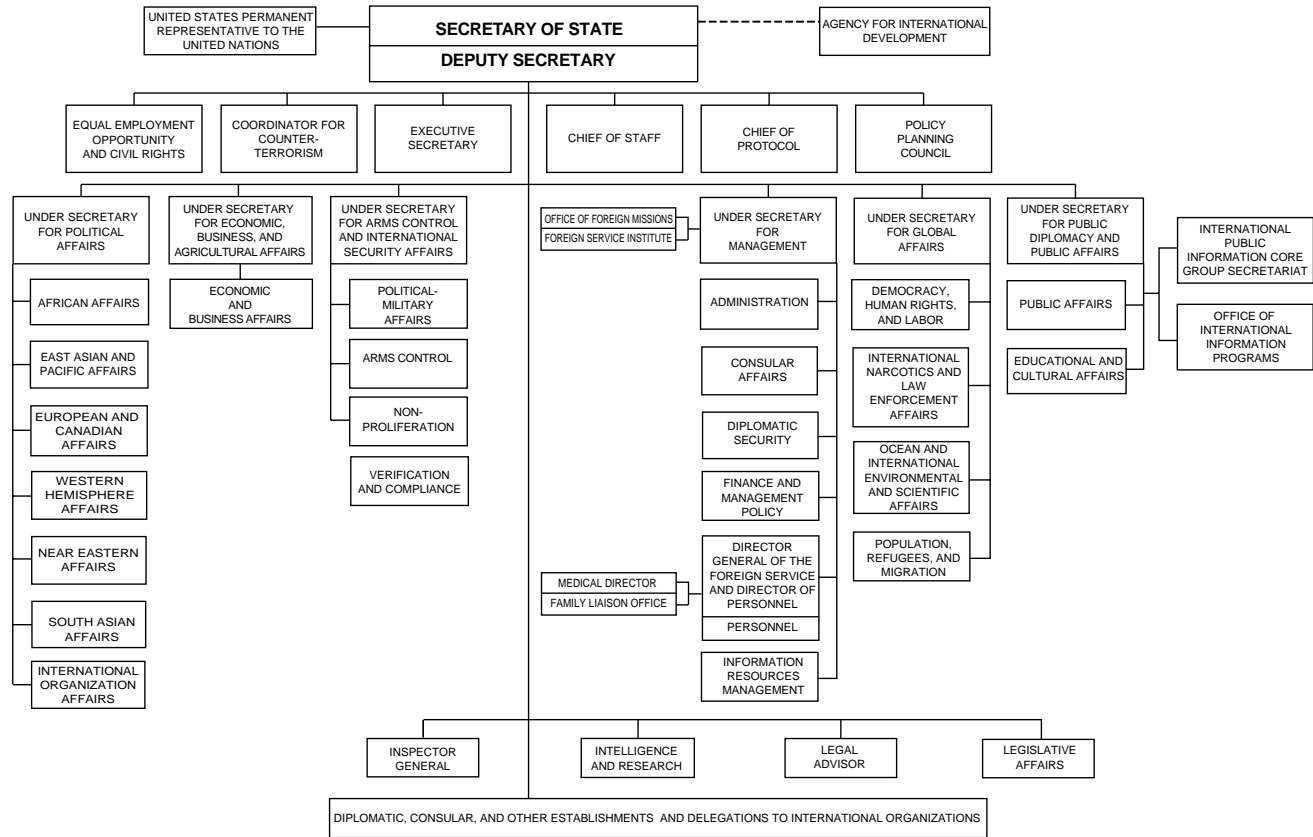 UNITED STATES PERMANENT
REPRESENTATIVE TO THE
UNITED NATIONS
SECRETARY OF STATE
DEPUTY SECRETARY
AGENCY FOR INTERNATIONAL
DEVELOPMENT
EQUAL EMPLOYMENT
OPPORTUNITY
AND CIVIL RIGHTS
COORDINATOR FOR
COUNTER-
TERRORISM
EXECUTIVE
SECRETARY
CHIEF OF STAFF
CHIEF OF
PROTOCOL
POLICY
PLANNING
COUNCIL
UNDER SECRETARY
FOR POLITICAL
AFFAIRS
AFRICAN AFFAIRS
EAST ASIAN AND
PACIFIC AFFAIRS
EUROPEAN AND
CANADIAN
AFFAIRS
WESTERN
HEMISPHERE
AFFAIRS
NEAR EASTERN
AFFAIRS
SOUTH ASIAN
AFFAIRS
INTERNATIONAL
ORGANIZATION
AFFAIRS
UNDER SECRETARY
FOR ECONOMIC,
BUSINESS, AND
AGRICULTURAL AFFAIRS
ECONOMIC
AND
BUSINESS AFFAIRS
UNDER SECRETARY
FOR ARMS CONTROL
AND INTERNATIONAL
SECURITY AFFAIRS
POLITICAL-
MILITARY
AFFAIRS
ARMS CONTROL
NON-
PROLIFERATION
VERIFICATION
AND COMPLIANCE
OFFICE OF FOREIGN MISSIONS
FOREIGN SERVICE INSTITUTE
UNDER SECRETARY
FOR
MANAGEMENT
ADMINISTRATION
CONSULAR
AFFAIRS
DIPLOMATIC
SECURITY
FINANCE AND
MANAGEMENT
POLICY
MEDICAL DIRECTOR
FAMILY LIAISON OFFICE
DIRECTOR
GENERAL OF THE
FOREIGN SERVICE
AND DIRECTOR OF
PERSONNEL
PERSONNEL
INFORMATION
RESOURCES
MANAGEMENT
UNDER SECRETARY
FOR GLOBAL
AFFAIRS
DEMOCRACY,
HUMAN RIGHTS,
AND LABOR
INTERNATIONAL
NARCOTICS AND
LAW
ENFORCEMENT
AFFAIRS
OCEAN AND
INTERNATIONAL
ENVIRONMENTAL
AND SCIENTIFIC
AFFAIRS
POPULATION,
REFUGEES, AND
MIGRATION
UNDER SECRETARY
FOR PUBLIC
DIPLOMACY AND
PUBLIC AFFAIRS
PUBLIC AFFAIRS
EDUCATIONAL AND
CULTURAL AFFAIRS
INTERNATIONAL
PUBLIC
INFORMATION CORE
GROUP SECRETARIAT
OFFICE OF
INTERNATIONAL
INFORMATION
PROGRAMS
INSPECTOR
GENERAL
INTELLIGENCE
AND RESEARCH
LEGAL
ADVISOR
LEGISLATIVE
AFFAIRS
DIPLOMATIC, CONSULAR, AND OTHER ESTABLISHMENTS AND DELEGATIONS TO INTERNATIONAL ORGANIZATIONS